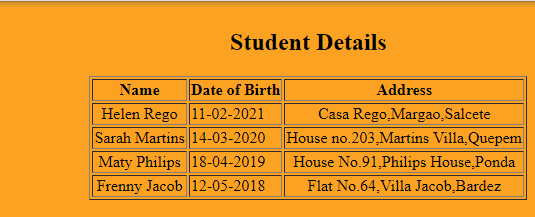 Student Details
Name Date of Birth Address
Helen Rego 11-02-2021 Casa Rego,Margao,Salcete
Sarah Martins 14-03-2020 House no.203,Martins Villa,Quepem
Maty Philips 18-04-2019 House No.91,Philips House,Ponda
Frenny Jacob 12-05-2018 Flat No.64,Villa Jacob,Bardez